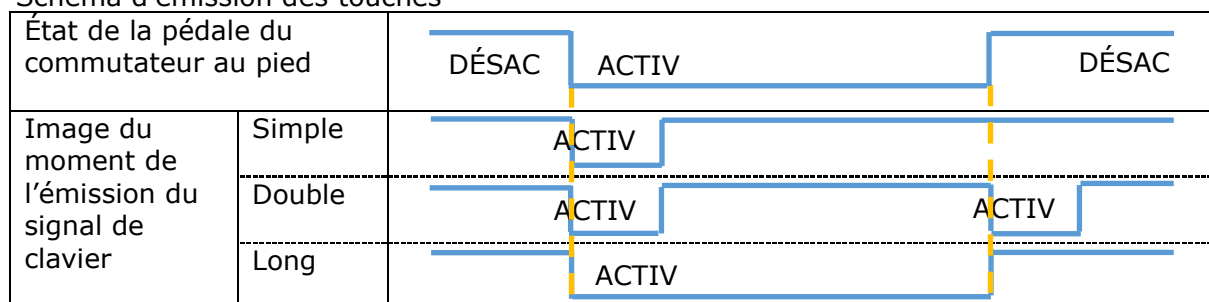 Schéma d'émission des touches
État de la pédale du
commutateur au pied
DÉSAC ACTIV DÉSAC
Image du
moment de
l'émission du
signal de
clavier
Simple
ACTIV
Double
ACTIV ACTIV
Long
ACTIV